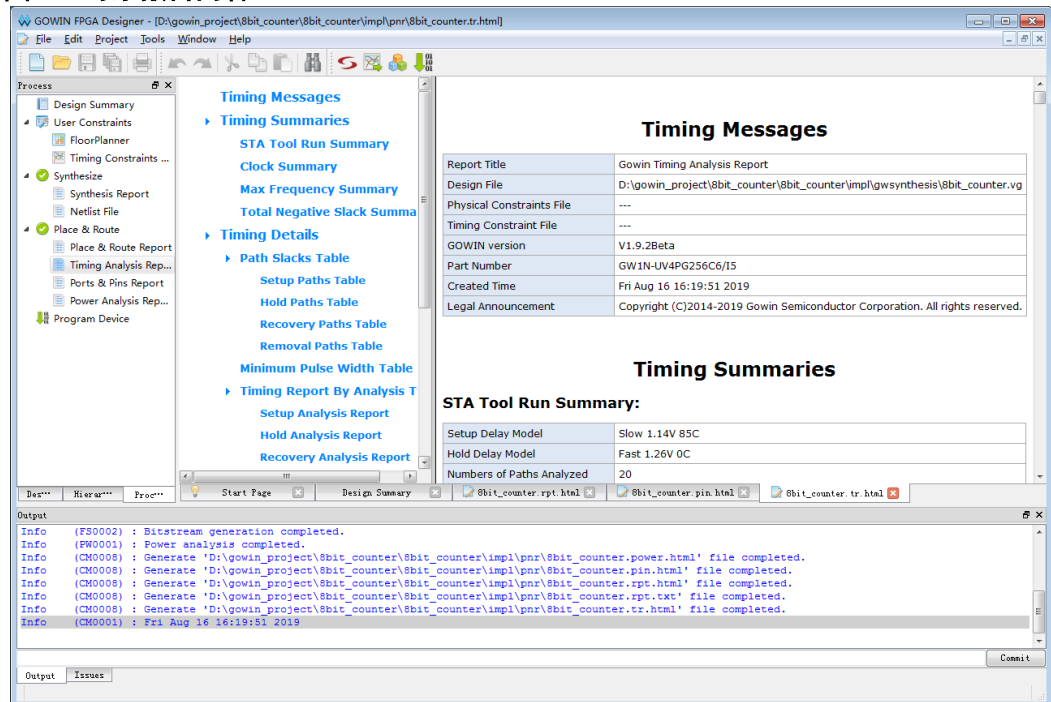 GOWIN FPGA Designer - [D:\gowin_project\8bit_counter\8bit_counter\impl\pnr\8bit_counter.tr.html]
File Edit Project Tools Window Help
Process
Design Summary
User Constraints
FloorPlanner
Timing Constraints ...
Synthesize
Synthesis Report
Netlist File
Place & Route
Place & Route Report
Timing Analysis Rep...
Ports & Pins Report
Power Analysis Rep...
Program Device
Des... Hierar... Proc...
Timing Messages
Timing Summaries
STA Tool Run Summary
Clock Summary
Max Frequency Summary
Total Negative Slack Summa
Timing Details
Path Slacks Table
Setup Paths Table
Hold Paths Table
Recovery Paths Table
Removal Paths Table
Minimum Pulse Width Table
Timing Report By Analysis T
Setup Analysis Report
Hold Analysis Report
Recovery Analysis Report
Timing Messages
Report Title Gowin Timing Analysis Report
Design File D:\gowin_project\8bit_counter\8bit_counter\impl\gwsynthesis\8bit_counter.vg
Physical Constraints File ---
Timing Constraint File ---
GOWIN version V1.9.2Beta
Part Number GW1N-UV4PG256C6/I5
Created Time Fri Aug 16 16:19:51 2019
Legal Announcement Copyright (C)2014-2019 Gowin Semiconductor Corporation. All rights reserved.
Timing Summaries
STA Tool Run Summary:
Setup Delay Model Slow 1.14V 85C
Hold Delay Model Fast 1.26V 0C
Numbers of Paths Analyzed 20
Start Page Design Summary 8bit_counter.rpt.html 8bit_counter.pin.html 8bit_counter.tr.html
Output
Info (FS0002) : Bitstream generation completed.
Info (PW0001) : Power analysis completed.
Info (CM0008) : Generate 'D:\gowin_project\8bit_counter\8bit_counter\impl\pnr\8bit_counter.power.html' file completed.
Info (CM0008) : Generate 'D:\gowin_project\8bit_counter\8bit_counter\impl\pnr\8bit_counter.pin.html' file completed.
Info (CM0008) : Generate 'D:\gowin_project\8bit_counter\8bit_counter\impl\pnr\8bit_counter.rpt.html' file completed.
Info (CM0008) : Generate 'D:\gowin_project\8bit_counter\8bit_counter\impl\pnr\8bit_counter.rpt.txt' file completed.
Info (CM0008) : Generate 'D:\gowin_project\8bit_counter\8bit_counter\impl\pnr\8bit_counter.tr.html' file completed.
Info (CM0001) : Fri Aug 16 16:19:51 2019
Commit
Output Issues